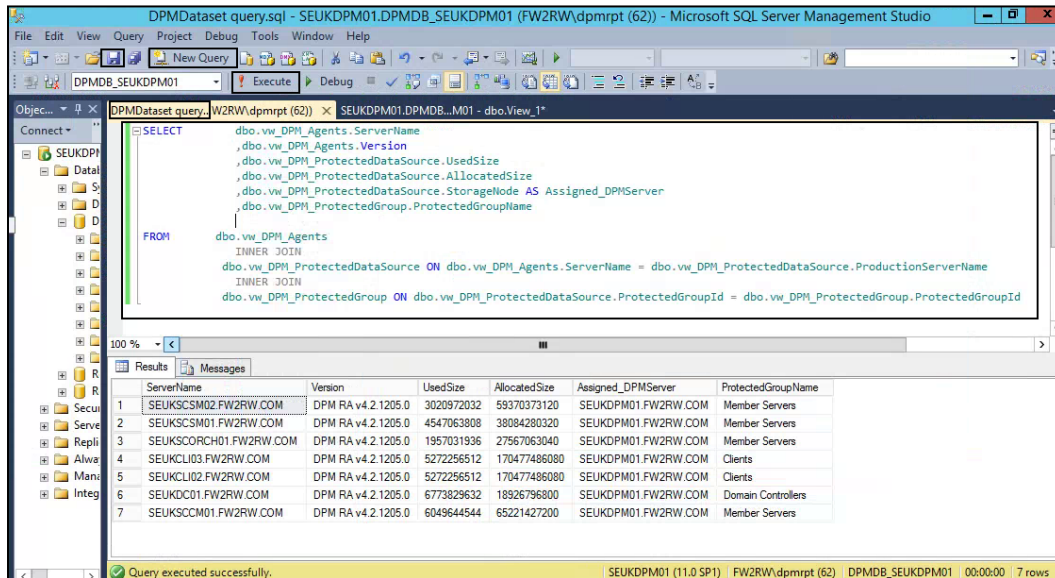 DPMDataset query.sql - SEUKDPM01.DPMDB_SEUKDPM01 (FW2RW\dpmrpt (62)) - Microsoft SQL Server Management Studio
File Edit View Query Project Debug Tools Window Help
New Query
DPMDB_SEUKDPM01 Execute Debug
Objec... DPMDataset query...W2RW\dpmrpt (62)) SEUKDPM01.DPMDB...M01 - dbo.View_1*
Connect
SEUKDPM
Datab
Sy
D
D
R
R
Secur
Serve
Repli
Alwa
Mana
Integ
SELECT dbo.vw_DPM_Agents.ServerName
,dbo.vw_DPM_Agents.Version
,dbo.vw_DPM_ProtectedDataSource.UsedSize
,dbo.vw_DPM_ProtectedDataSource.AllocatedSize
,dbo.vw_DPM_ProtectedDataSource.StorageNode AS Assigned_DPMServer
,dbo.vw_DPM_ProtectedGroup.ProtectedGroupName
FROM dbo.vw_DPM_Agents
INNER JOIN
dbo.vw_DPM_ProtectedDataSource ON dbo.vw_DPM_Agents.ServerName = dbo.vw_DPM_ProtectedDataSource.ProductionServerName
INNER JOIN
dbo.vw_DPM_ProtectedGroup ON dbo.vw_DPM_ProtectedDataSource.ProtectedGroupId = dbo.vw_DPM_ProtectedGroup.ProtectedGroupId
100 %
Results Messages
ServerName Version UsedSize AllocatedSize Assigned_DPMServer ProtectedGroupName
1 SEUKSCSM02.FW2RW.COM DPM RA v4.2.1205.0 3020972032 59370373120 SEUKDPM01.FW2RW.COM Member Servers
2 SEUKSCSM01.FW2RW.COM DPM RA v4.2.1205.0 4547063808 38084280320 SEUKDPM01.FW2RW.COM Member Servers
3 SEUKSCORCH01.FW2RW.COM DPM RA v4.2.1205.0 1957031936 27567063040 SEUKDPM01.FW2RW.COM Member Servers
4 SEUKCLI03.FW2RW.COM DPM RA v4.2.1205.0 5272256512 170477486080 SEUKDPM01.FW2RW.COM Clients
5 SEUKCLI02.FW2RW.COM DPM RA v4.2.1205.0 5272256512 170477486080 SEUKDPM01.FW2RW.COM Clients
6 SEUKDC01.FW2RW.COM DPM RA v4.2.1205.0 6773829632 18926796800 SEUKDPM01.FW2RW.COM Domain Controllers
7 SEUKSCCM01.FW2RW.COM DPM RA v4.2.1205.0 6049644544 65221427200 SEUKDPM01.FW2RW.COM Member Servers
Query executed successfully. SEUKDPM01 (11.0 SP1) FW2RW\dpmrpt (62) DPMDB_SEUKDPM01 00:00:00 7 rows